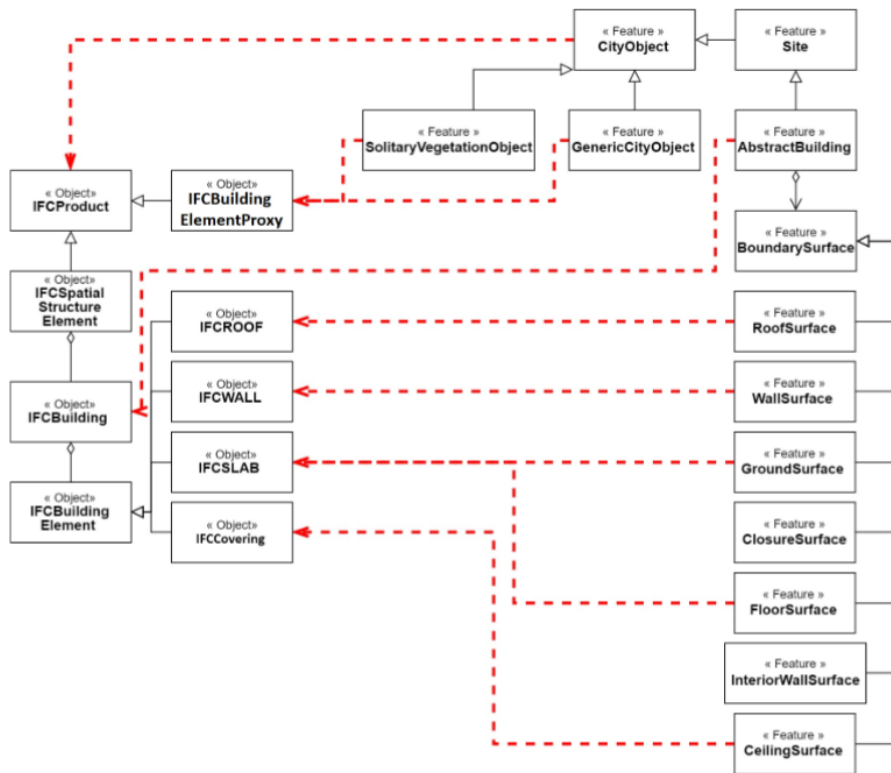 « Feature »
CityObject
« Feature »
Site
« Feature »
SolitaryVegetationObject
« Feature »
GenericCityObject
« Feature »
AbstractBuilding
« Object»
IFCProduct
« Object»
IFCBuilding
ElementProxy
« Feature »
BoundarySurface
« Object»
IFCSpatial
Structure
Element
« Object»
IFCROOF
« Feature »
RoofSurface
« Object»
IFCBuilding
« Object»
IFCWALL
« Feature »
WallSurface
« Object»
IFCSLAB
« Feature »
GroundSurface
« Object»
IFCBuilding
Element
« Object»
IFCCovering
« Feature »
ClosureSurface
« Feature »
FloorSurface
« Feature »
InteriorWallSurface
« Feature »
CeilingSurface